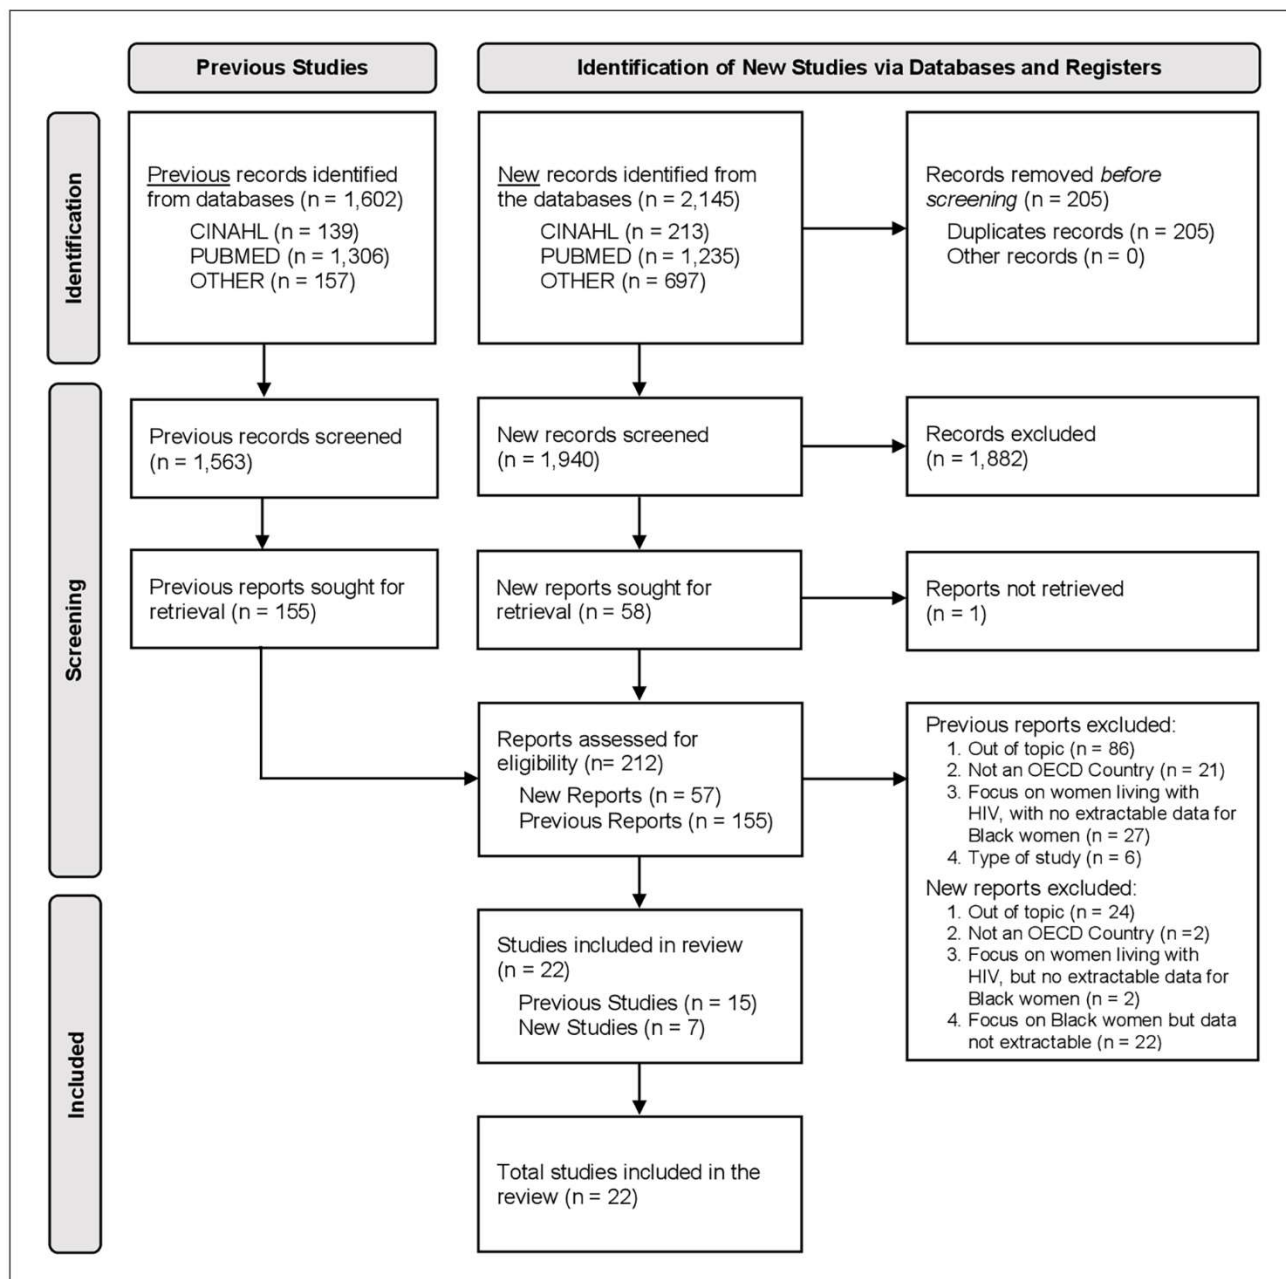 Previous Studies
Identification of New Studies via Databases and Registers
Identification
Previous records identified
from databases (n = 1,602)
CINAHL (n = 139)
PUBMED (n = 1,306)
OTHER (n = 157)
New records identified from
the databases (n = 2,145)
CINAHL (n = 213)
PUBMED (n = 1,235)
OTHER (n = 697)
Records removed before
screening (n = 205)
Duplicates records (n = 205)
Other records (n = 0)
Screening
Previous records screened
(n = 1,563)
New records screened
(n = 1,940)
Records excluded
(n = 1,882)
Previous reports sought for
retrieval (n = 155)
New reports sought for
retrieval (n = 58)
Reports not retrieved
(n = 1)
Reports assessed for
eligibility (n= 212)
New Reports (n = 57)
Previous Reports (n = 155)
Previous reports excluded:
1. Out of topic (n = 86)
2. Not an OECD Country (n = 21)
3. Focus on women living with
HIV, with no extractable data for
Black women (n = 27)
4. Type of study (n = 6)
New reports excluded:
1. Out of topic (n = 24)
2. Not an OECD Country (n =2)
3. Focus on women living with
HIV, but no extractable data for
Black women (n = 2)
4. Focus on Black women but data
not extractable (n = 22)
Included
Studies included in review
(n = 22)
Previous Studies (n = 15)
New Studies (n = 7)
Total studies included in the
review (n = 22)